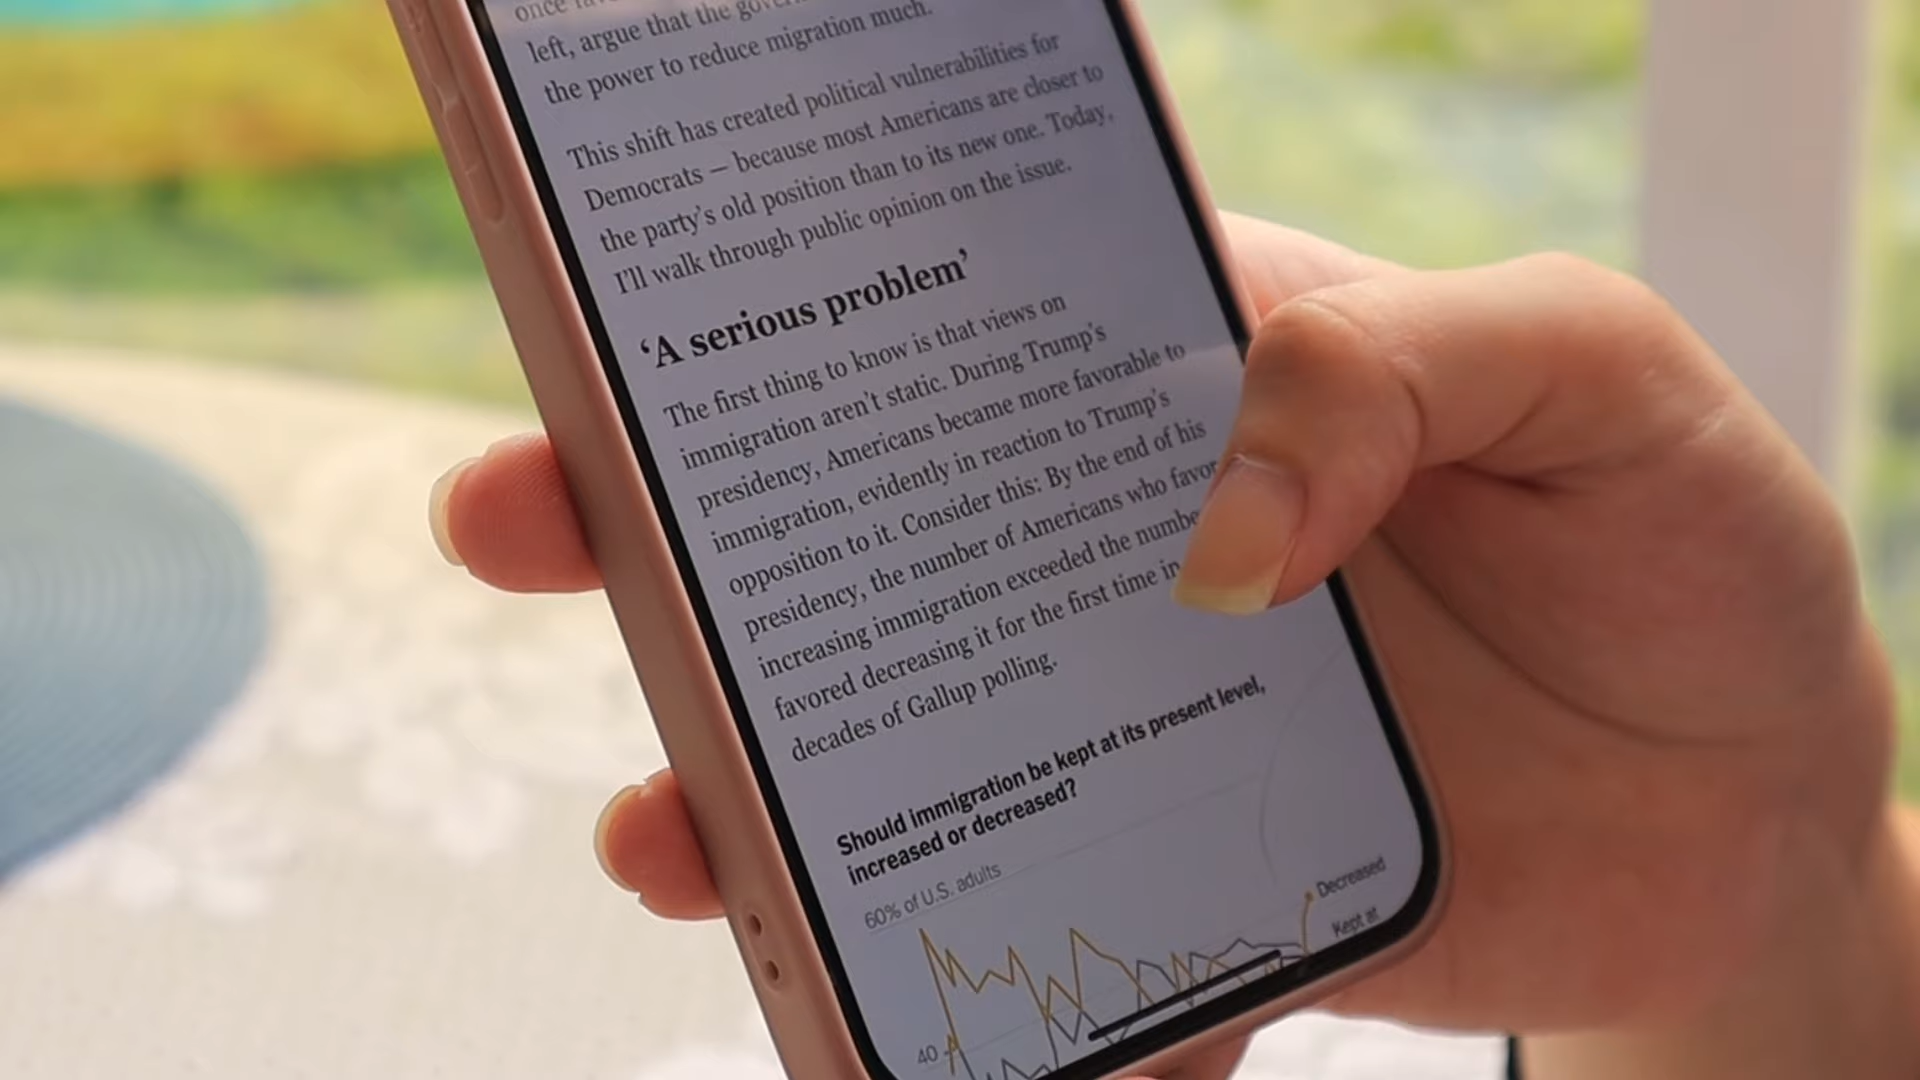 once
left, argue that the
the power to reduce migration much.
This shift has created political vulnerabilities for
Democrats — because most Americans are closer to
the party's old position than to its new one. Today,
I'll walk through public opinion on the issue.
‘A serious problem’
The first thing to know is that views on
immigration aren't static. During Trump's
presidency, Americans became more favorable to
immigration, evidently in reaction to Trump's
opposition to it. Consider this: By the end of his
presidency, the number of Americans who favor
increasing immigration exceeded the numbe
favored decreasing it for the first time in
decades of Gallup polling.
Should immigration be kept at its present level,
increased or decreased?
60% of U.S. adults
Decreased
Kept at
40